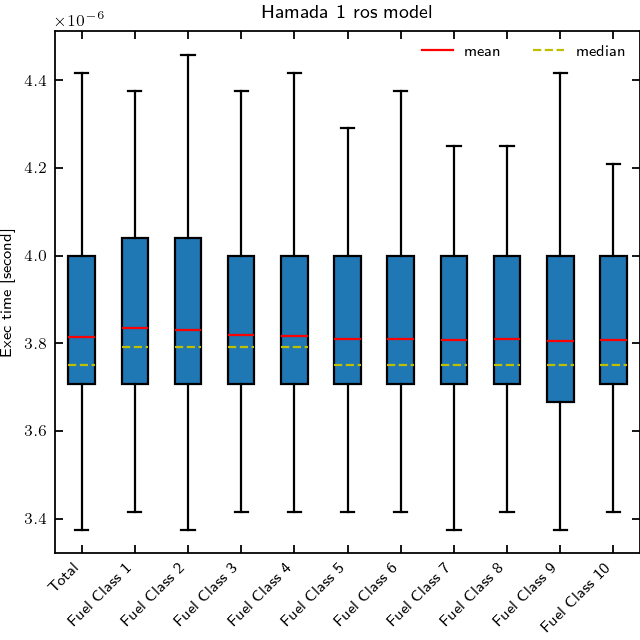 Hamada 1 ros model
×10⁻⁶
mean
median
4.4
4.2
4.0
3.8
3.6
3.4
Exec time [second]
Total
Fuel Class 1
Fuel Class 2
Fuel Class 3
Fuel Class 4
Fuel Class 5
Fuel Class 6
Fuel Class 7
Fuel Class 8
Fuel Class 9
Fuel Class 10